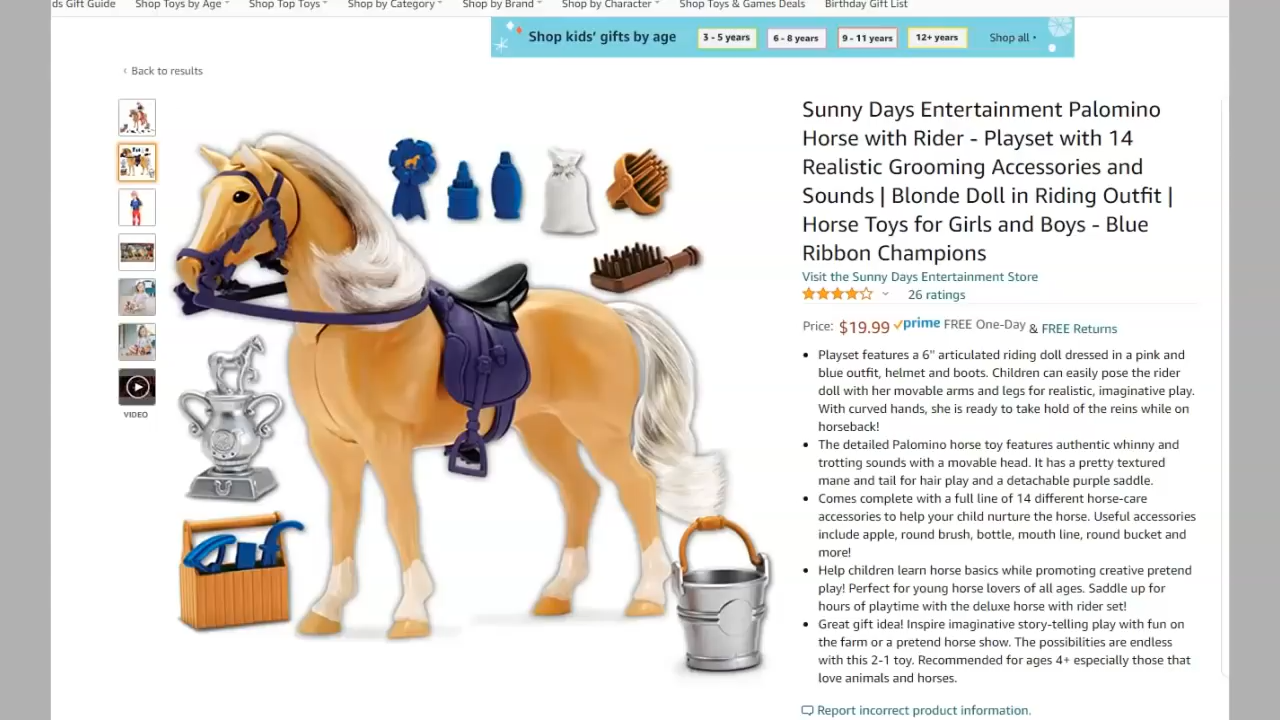 ds Gift Guide Shop Toys by Age Shop Top Toys Shop by Category Shop by Brand Shop by Character Shop Toys & Games Deals Birthday Gift List
Shop kids' gifts by age 3 - 5 years 6 - 8 years 9 - 11 years 12+ years Shop all
‹ Back to results
VIDEO
Sunny Days Entertainment Palomino
Horse with Rider - Playset with 14
Realistic Grooming Accessories and
Sounds | Blonde Doll in Riding Outfit |
Horse Toys for Girls and Boys - Blue
Ribbon Champions
Visit the Sunny Days Entertainment Store
26 ratings
Price: $19.99 prime FREE One-Day & FREE Returns
• Playset features a 6" articulated riding doll dressed in a pink and
blue outfit, helmet and boots. Children can easily pose the rider
doll with her movable arms and legs for realistic, imaginative play.
With curved hands, she is ready to take hold of the reins while on
horseback!
• The detailed Palomino horse toy features authentic whinny and
trotting sounds with a movable head. It has a pretty textured
mane and tail for hair play and a detachable purple saddle.
• Comes complete with a full line of 14 different horse-care
accessories to help your child nurture the horse. Useful accessories
include apple, round brush, bottle, mouth line, round bucket and
more!
• Help children learn horse basics while promoting creative pretend
play! Perfect for young horse lovers of all ages. Saddle up for
hours of playtime with the deluxe horse with rider set!
• Great gift idea! Inspire imaginative story-telling play with fun on
the farm or a pretend horse show. The possibilities are endless
with this 2-1 toy. Recommended for ages 4+ especially those that
love animals and horses.
Report incorrect product information.